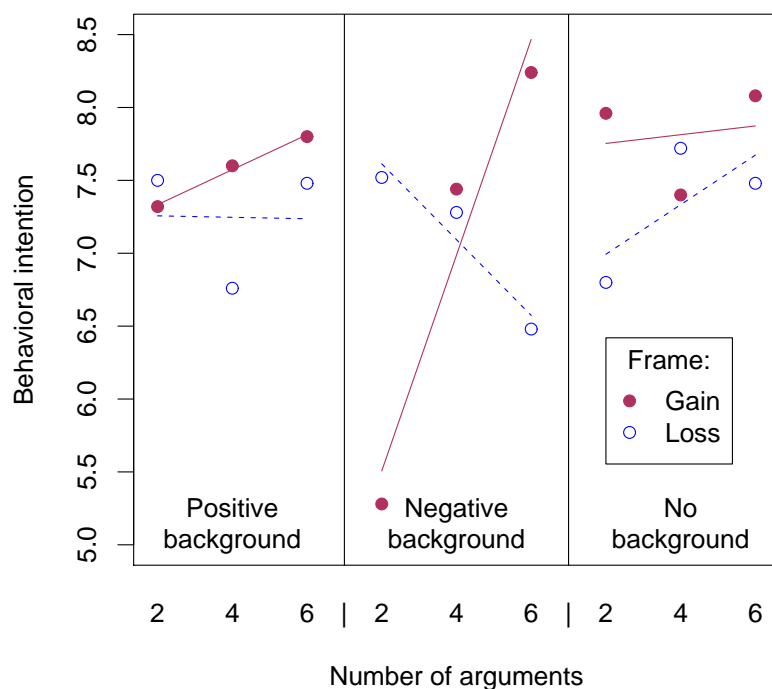 8.5
8.0
7.5
7.0
6.5
6.0
5.5
5.0
Behavioral intention
Frame:
Gain
Loss
Positive
background
Negative
background
No
background
2 4 6 | 2 4 6 | 2 4 6
Number of arguments